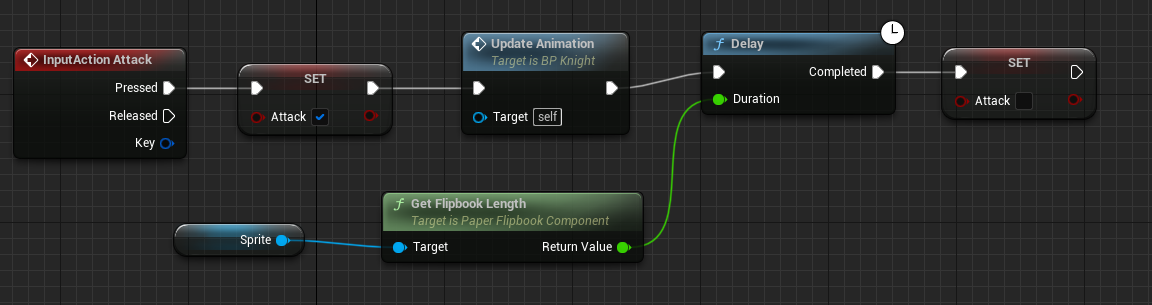 InputAction Attack
Pressed
Released
Key
SET
Attack
Update Animation
Target is BP Knight
Target self
Delay
Completed
Duration
SET
Attack
Sprite
Get Flipbook Length
Target is Paper Flipbook Component
Target Return Value